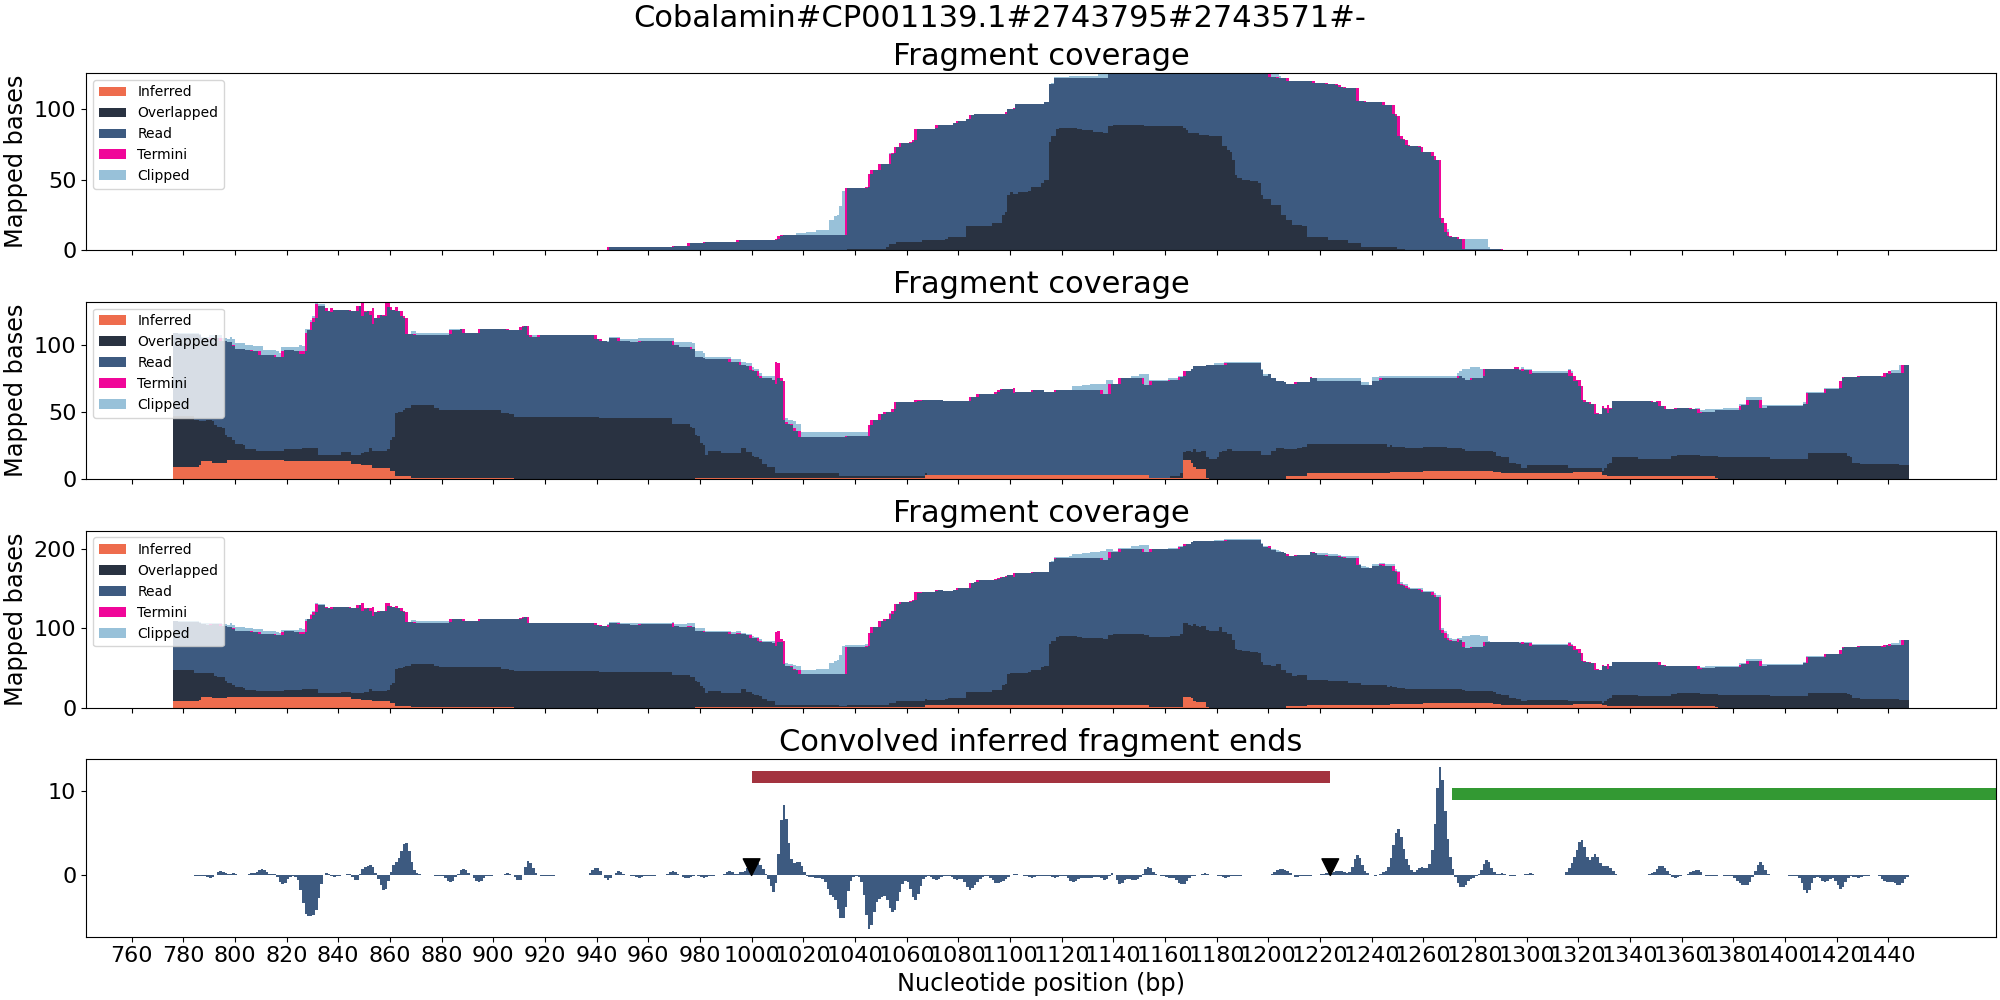 Cobalamin#CP001139.1#2743795#2743571#-
Fragment coverage
Mapped bases
100
50
0
Inferred
Overlapped
Read
Termini
Clipped
Fragment coverage
Mapped bases
100
50
0
Inferred
Overlapped
Read
Termini
Clipped
Fragment coverage
Mapped bases
200
100
0
Inferred
Overlapped
Read
Termini
Clipped
Convolved inferred fragment ends
10
0
760 780 800 820 840 860 880 900 920 940 960 980 1000 1020 1040 1060 1080 1100 1120 1140 1160 1180 1200 1220 1240 1260 1280 1300 1320 1340 1360 1380 1400 1420 1440
Nucleotide position (bp)